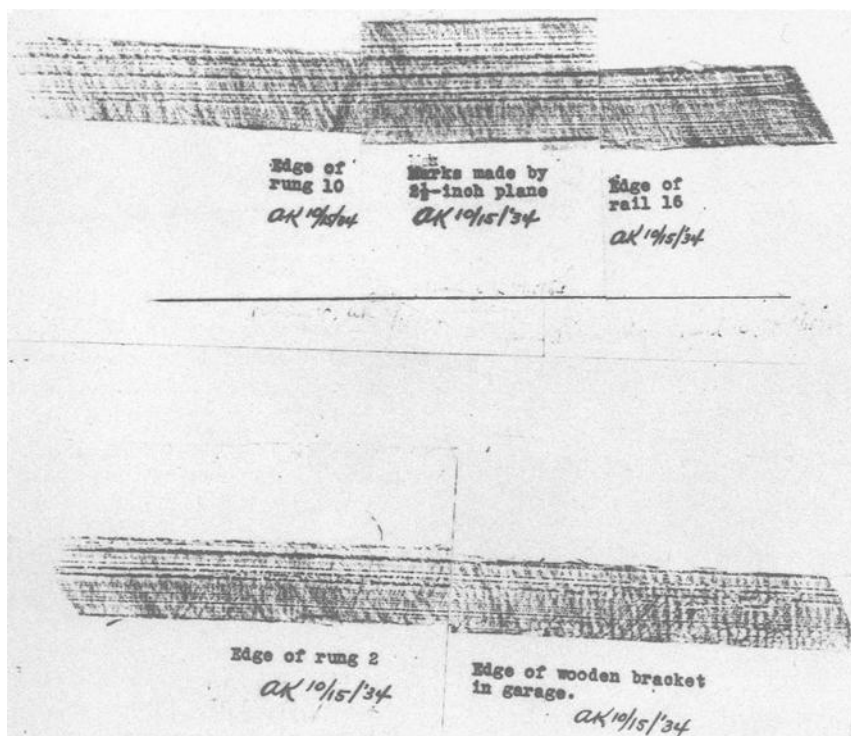 Edge of
rung 10
AK 10/15/34
Marks made by
2½-inch plane
AK 10/15/'34
Edge of
rail 16
AK 10/15/'34
Edge of rung 2
AK 10/15/'34
Edge of wooden bracket
in garage.
AK 10/15/'34